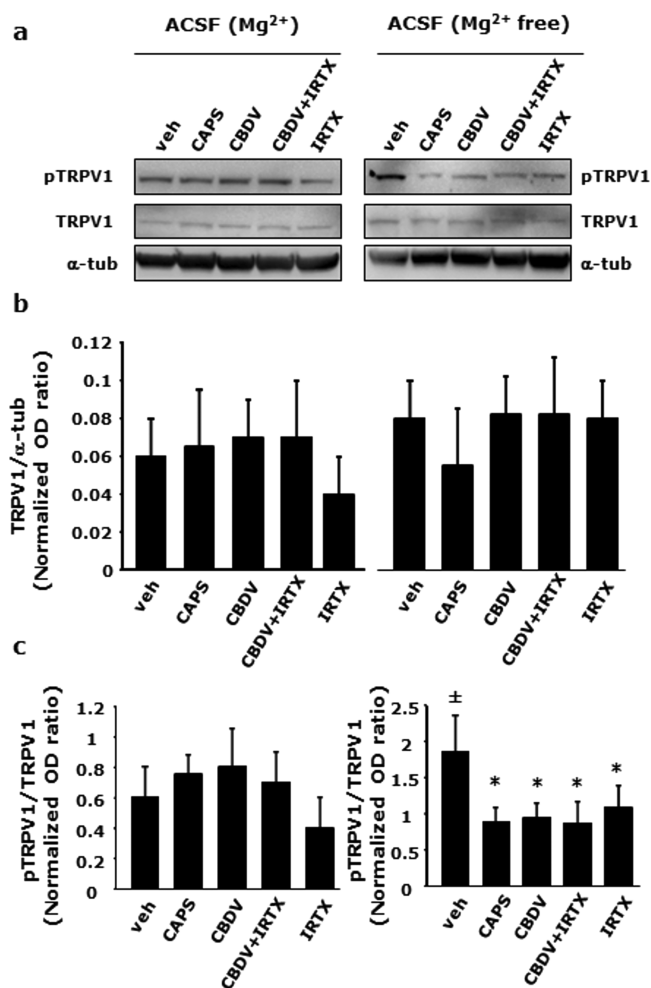 a
ACSF (Mg²⁺)
ACSF (Mg²⁺ free)
veh CAPS CBDV CBDV+IRTX IRTX
veh CAPS CBDV CBDV+IRTX IRTX
pTRPV1
pTRPV1
TRPV1
TRPV1
α-tub
α-tub
b
TRPV1/α-tub
(Normalized OD ratio)
0.12
0.1
0.08
0.06
0.04
0.02
0
veh CAPS CBDV CBDV+IRTX IRTX
veh CAPS CBDV CBDV+IRTX IRTX
c
pTRPV1/TRPV1
(Normalized OD ratio)
1.2
1
0.8
0.6
0.4
0.2
0
veh CAPS CBDV CBDV+IRTX IRTX
pTRPV1/TRPV1
(Normalized OD ratio)
2.5
2
1.5
1
0.5
0
±
* * * *
veh CAPS CBDV CBDV+IRTX IRTX